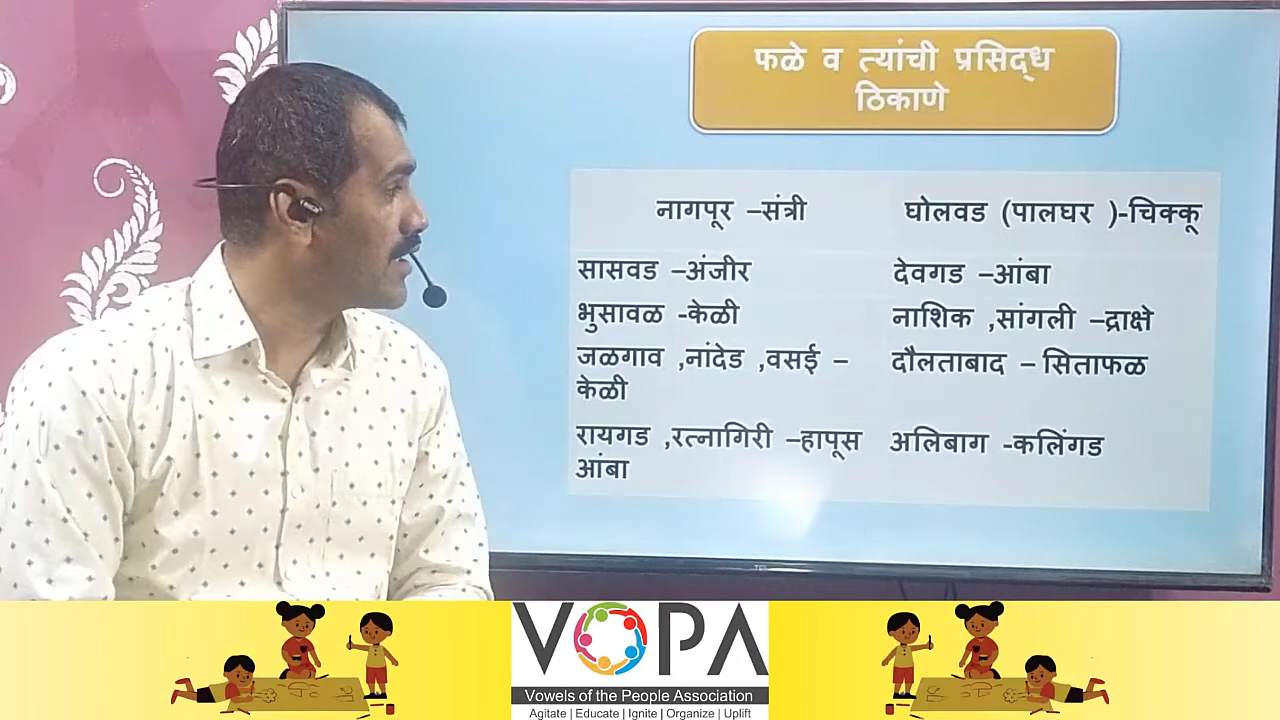 फळे व त्यांची प्रसिद्ध
ठिकाणे
नागपूर –संत्री
घोलवड (पालघर )-चिक्कू
सासवड –अंजीर
देवगड –आंबा
भुसावळ -केळी
नाशिक ,सांगली –द्राक्षे
जळगाव ,नांदेड ,वसई –
केळी
दौलताबाद – सिताफळ
रायगड ,रत्नागिरी –हापूस
आंबा
अलिबाग -कलिंगड
VOPA
Vowels of the People Association
Agitate | Educate | Ignite | Organize | Uplift